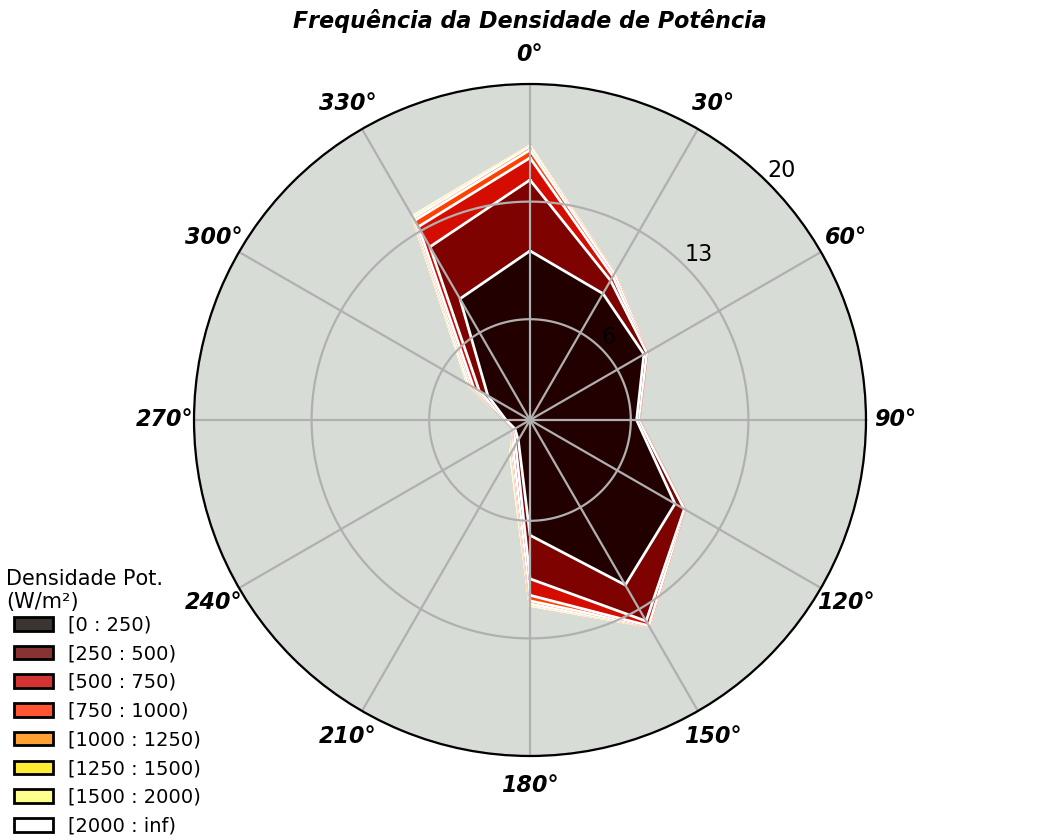 Frequência da Densidade de Potência
0°
330°
30°
20
300°
60°
13
6
270°
90°
240°
120°
210°
150°
180°
Densidade Pot.
(W/m²)
[0 : 250)
[250 : 500)
[500 : 750)
[750 : 1000)
[1000 : 1250)
[1250 : 1500)
[1500 : 2000)
[2000 : inf)